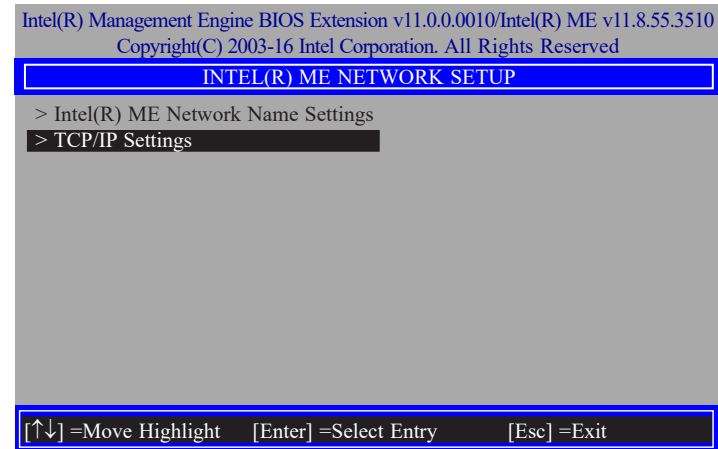 Intel(R) Management Engine BIOS Extension v11.0.0.0010/Intel(R) ME v11.8.55.3510
Copyright(C) 2003-16 Intel Corporation. All Rights Reserved
INTEL(R) ME NETWORK SETUP
> Intel(R) ME Network Name Settings
> TCP/IP Settings
[↑↓] =Move Highlight [Enter] =Select Entry [Esc] =Exit